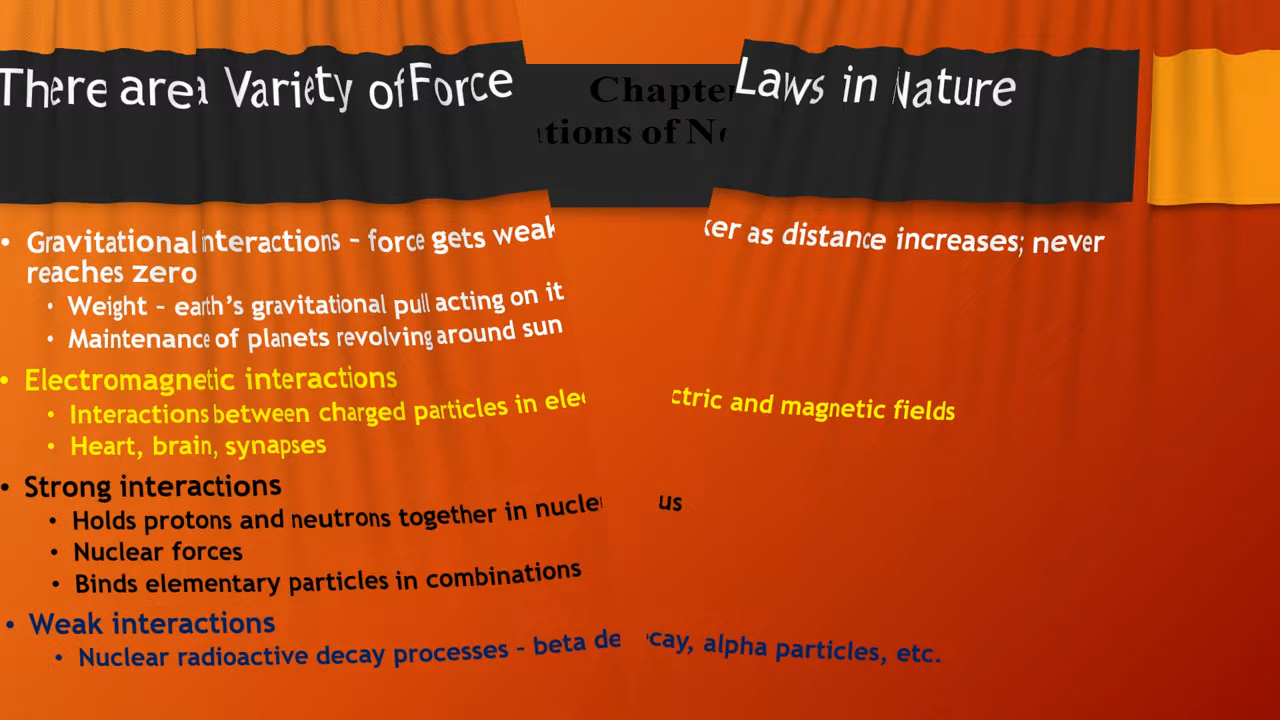 There are a Variety of Force Laws in Nature
Chapter
tions of
• Gravitational interactions – force gets weaker as distance increases; never
reaches zero
• Weight – earth's gravitational pull acting on it
• Maintenance of planets revolving around sun
• Electromagnetic interactions
• Interactions between charged particles in electric and magnetic fields
• Heart, brain, synapses
• Strong interactions
• Holds protons and neutrons together in nucleus
• Nuclear forces
• Binds elementary particles in combinations
• Weak interactions
• Nuclear radioactive decay processes – beta decay, alpha particles, etc.